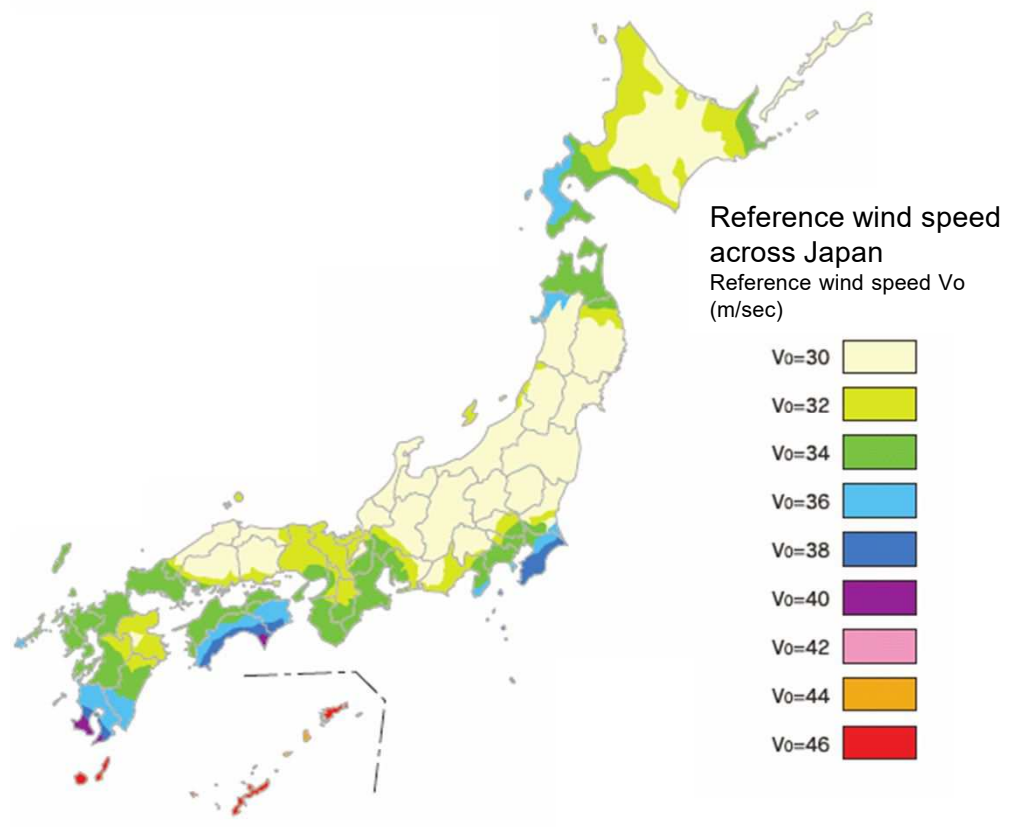 Reference wind speed
across Japan
Reference wind speed Vo
(m/sec)
V0=30
V0=32
V0=34
V0=36
V0=38
V0=40
V0=42
V0=44
V0=46